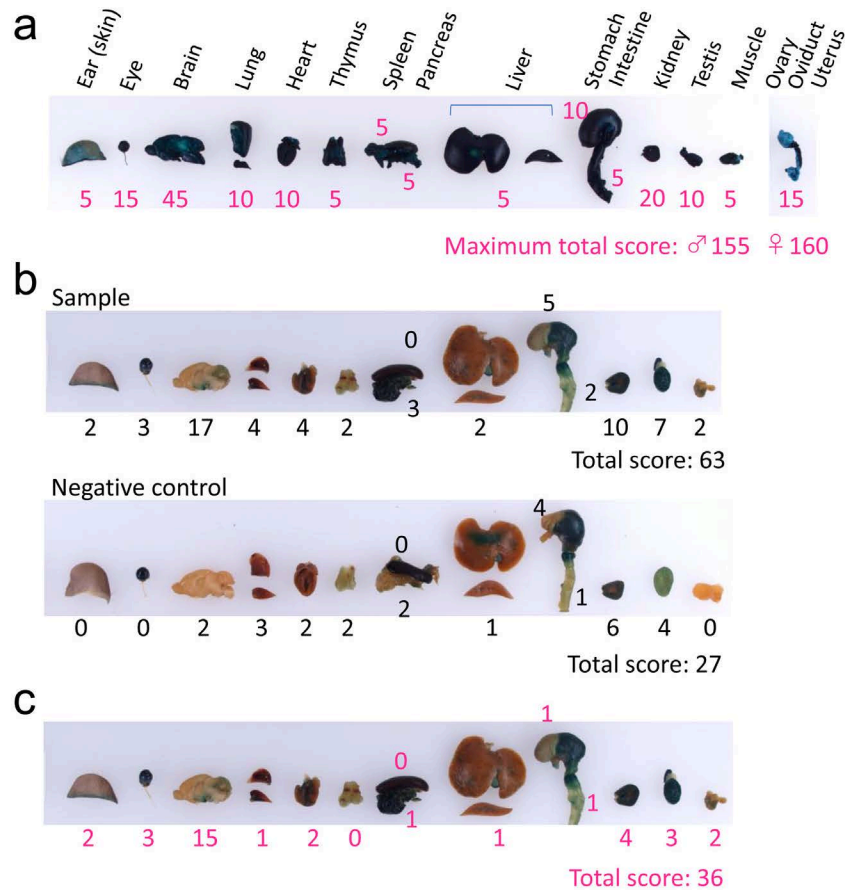 a
Ear (skin)
Eye
Brain
Lung
Heart
Thymus
Spleen
Pancreas
Liver
Stomach
Intestine
Kidney
Testis
Muscle
Ovary
Oviduct
Uterus
5 10
5 15 45 10 10 5 5 5 5 20 10 5 15
Maximum total score: ♂155 ♀160
b
Sample
0 5
2 3 17 4 4 2 3 2 2 10 7 2
Total score: 63
Negative control
0 4
0 0 2 3 2 2 2 1 1 6 4 0
Total score: 27
c
0 1
2 3 15 1 2 0 1 1 1 4 3 2
Total score: 36